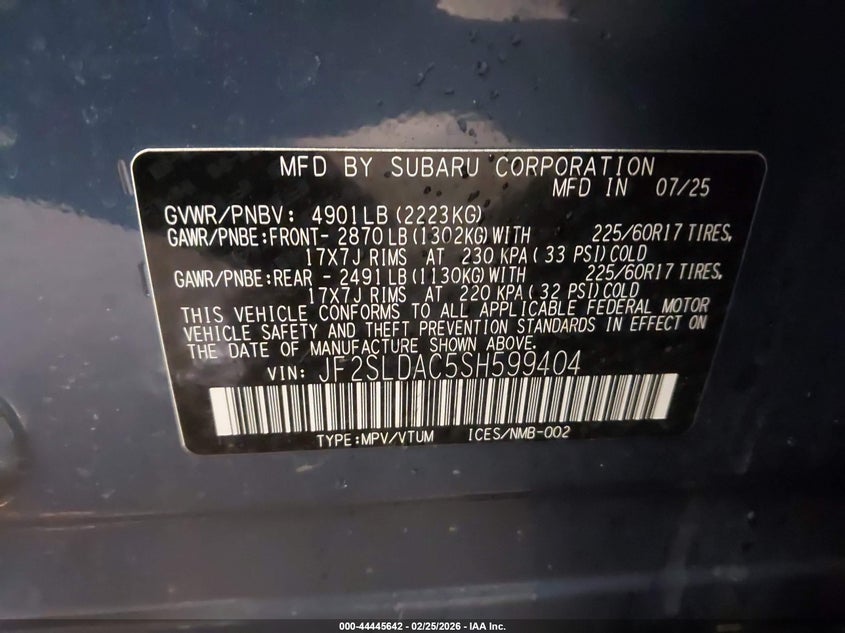 MFD BY SUBARU CORPORATION
MFD IN 07/25
GVWR/PNBV: 4901LB (2223KG)
GAWR/PNBE:FRONT- 2870LB (1302KG) WITH 225/60R17 TIRES,
17X7J RIMS AT 230 KPA( 33 PSI) COLD
GAWR/PNBE:REAR - 2491LB (1130KG) WITH 225/60R17 TIRES,
17X7J RIMS AT 220 KPA( 32 PSI) COLD
THIS VEHICLE CONFORMS TO ALL APPLICABLE FEDERAL MOTOR
VEHICLE SAFETY AND THEFT PREVENTION STANDARDS IN EFFECT ON
THE DATE OF MANUFACTURE SHOWN ABOVE.
VIN: JF2SLDAC5SH599404
TYPE:MPV/VTUM ICES/NMB-002
000-44445642 - 02/25/2026 - IAA Inc.